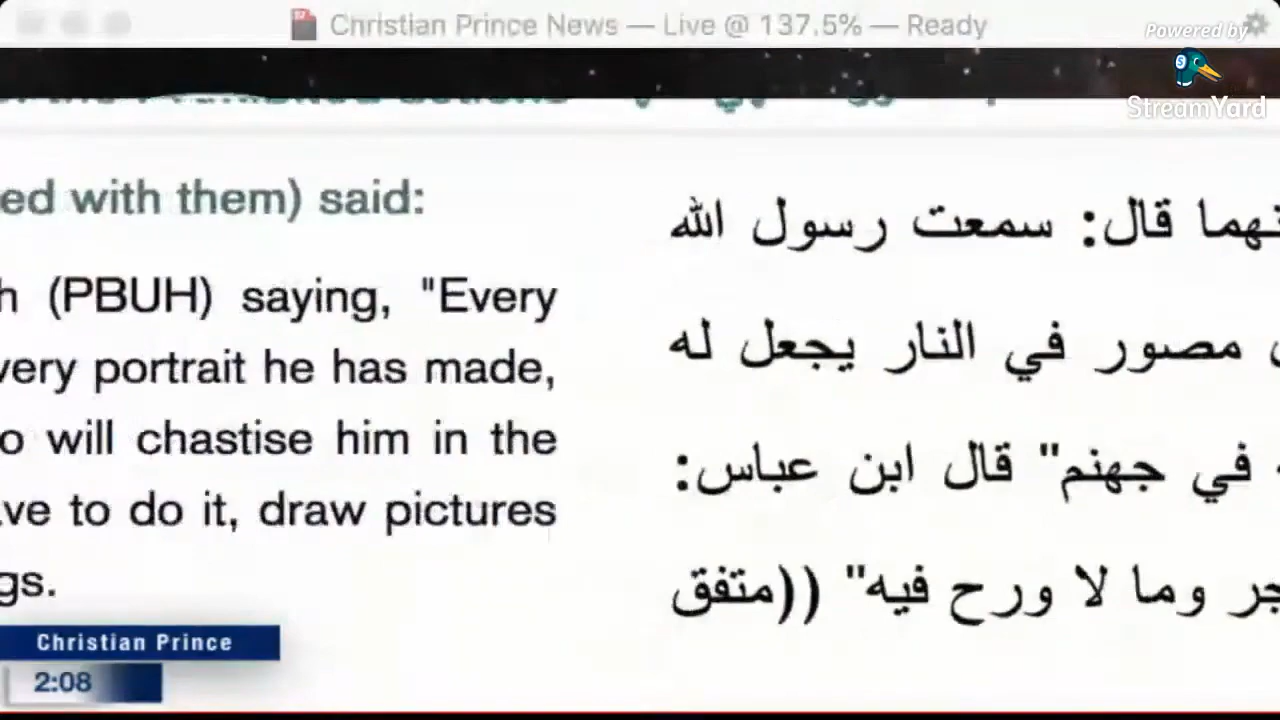 Christian Prince News — Live @ 137.5% — Ready
Powered by
StreamYard
ed with them) said:
h (PBUH) saying, "Every
very portrait he has made,
o will chastise him in the
ave to do it, draw pictures
gs.
نهما قال: سمعت رسول الله
مصور في النار يجعل له
في جهنم" قال ابن عباس:
جر وما لا ورح فيه" ((متفق
Christian Prince
2:08